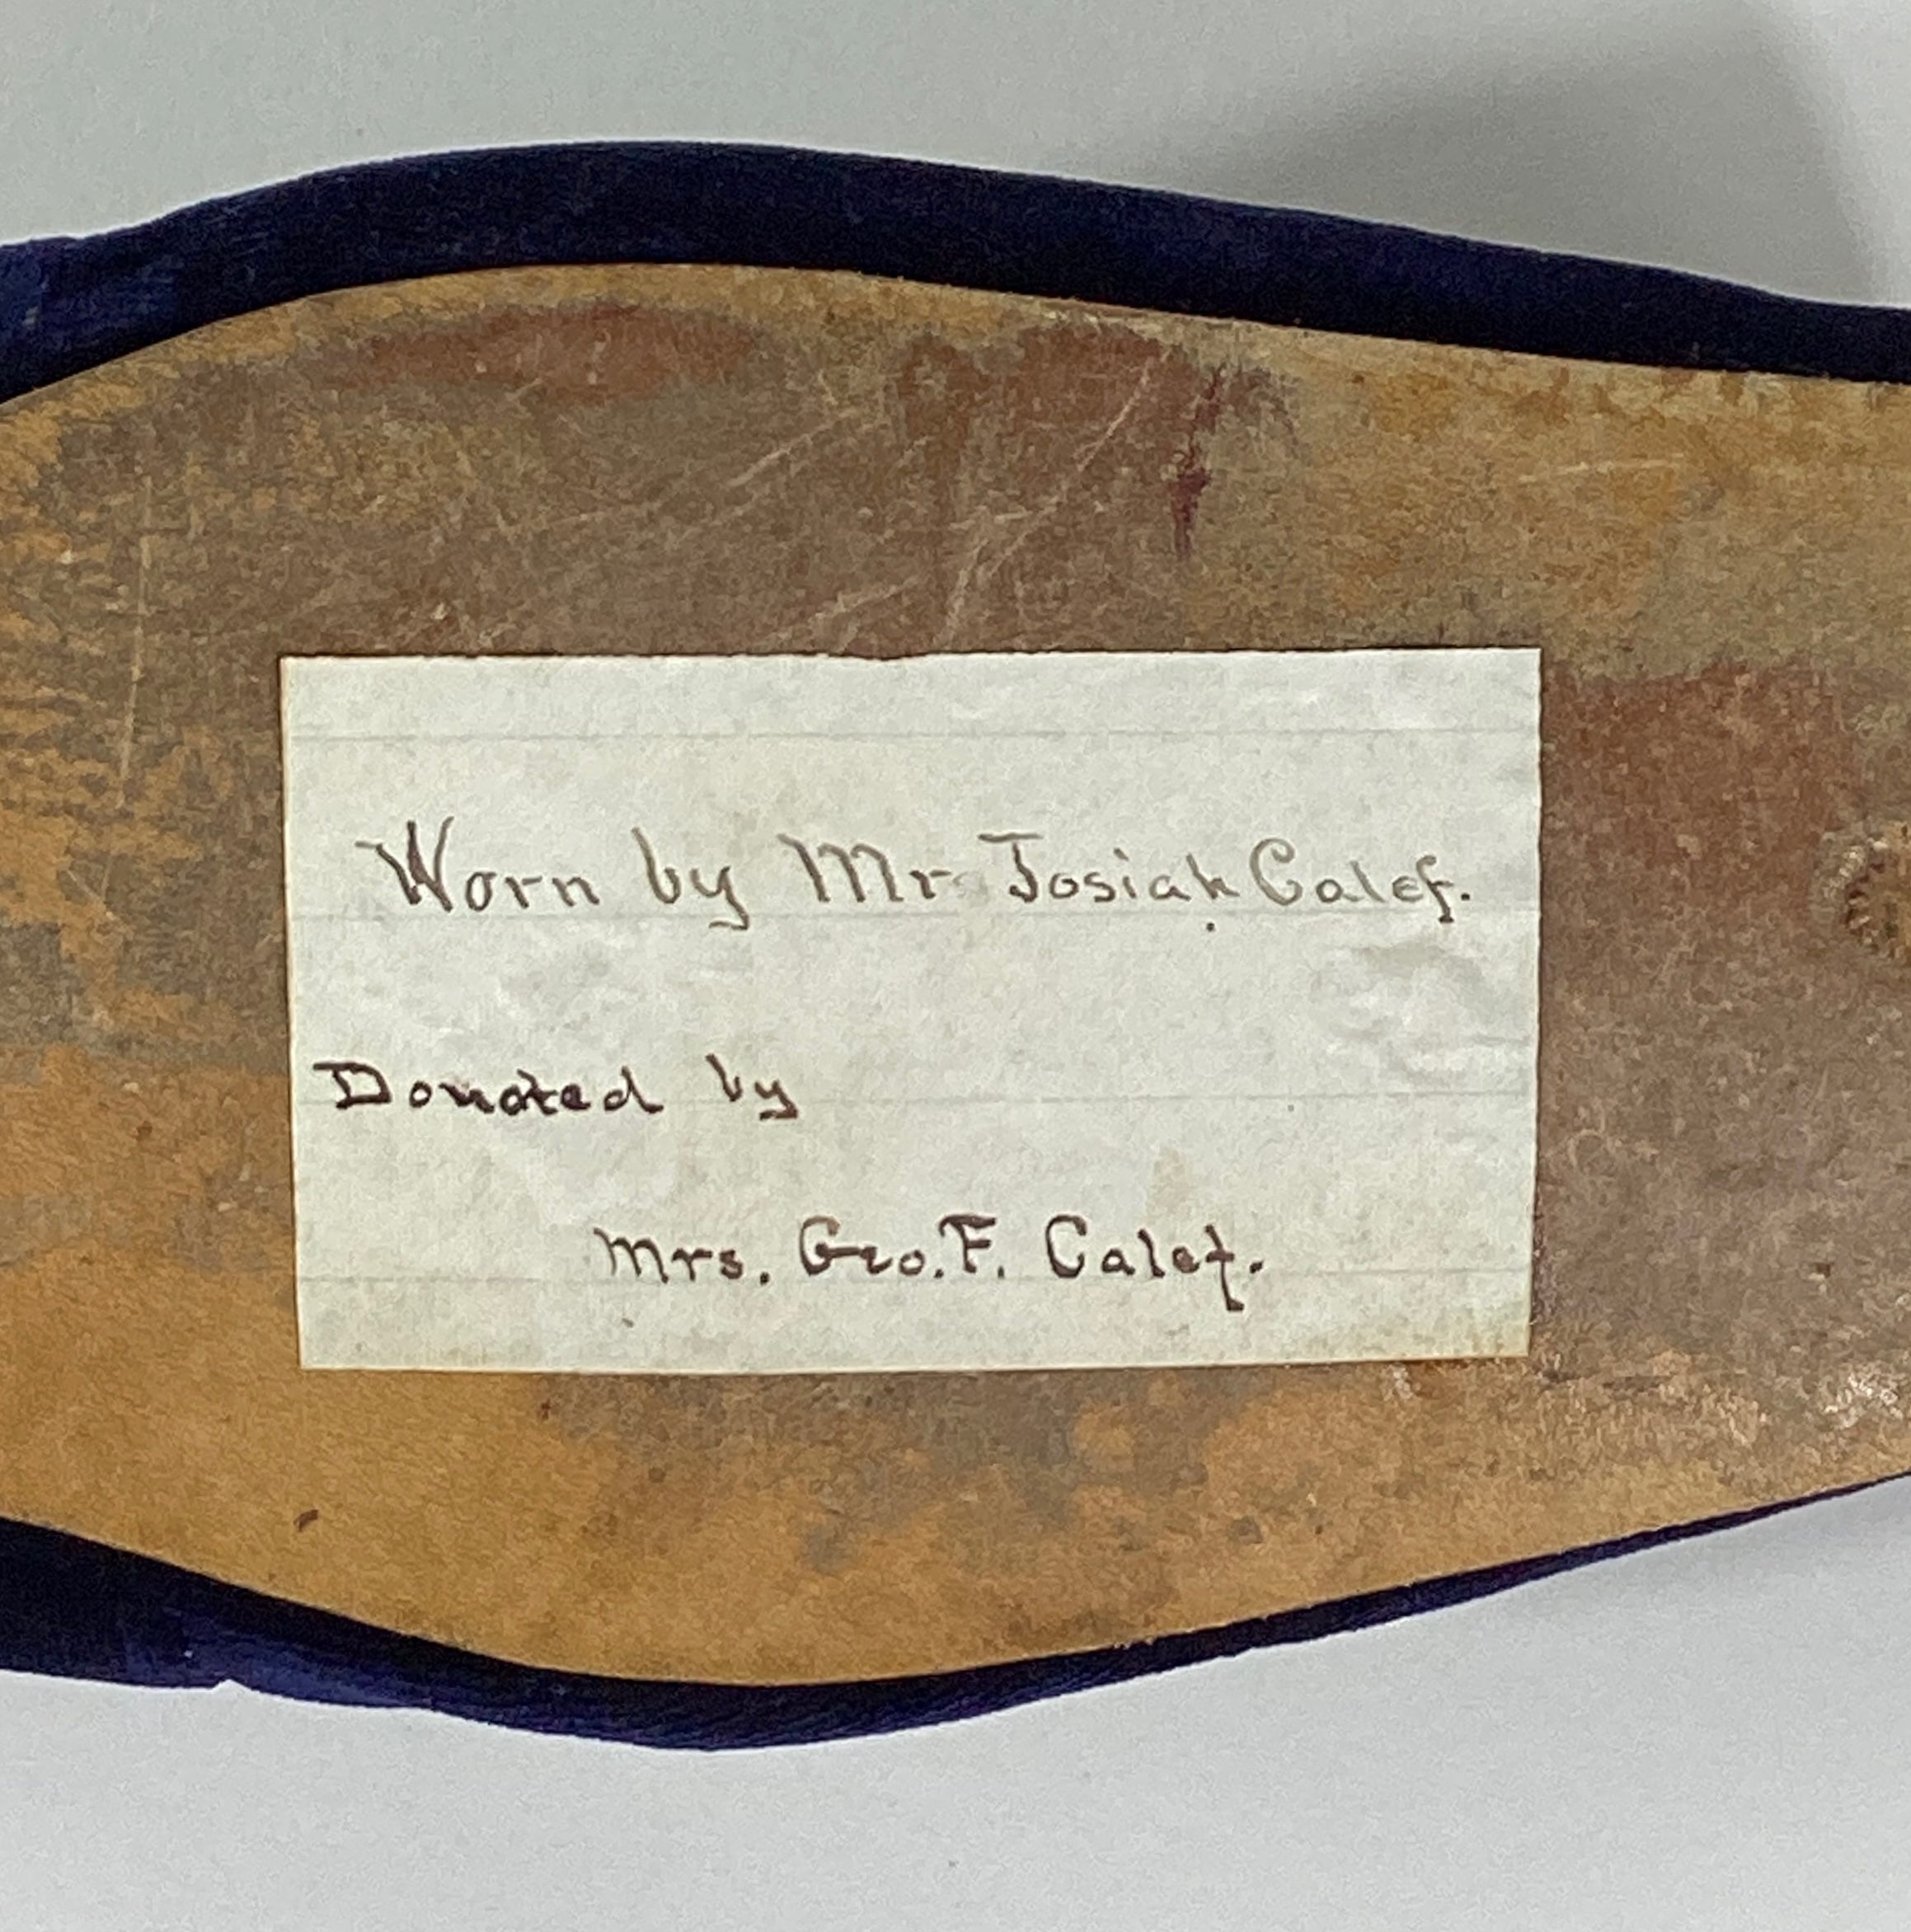 Worn by Mr Josiah Calef.
Donated by
Mrs. Geo. F. Calef.